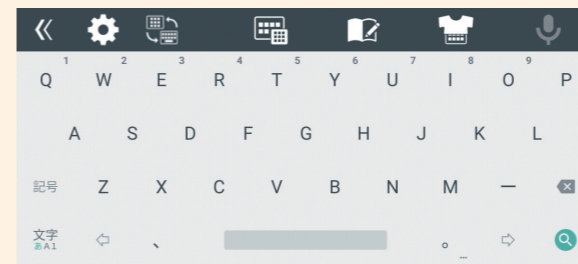 1 2 3 4 5 6 7 8 9
Q W E R T Y U I O P
A S D F G H J K L
記号 Z X C V B N M ー
文字 、 。 ...
あA1